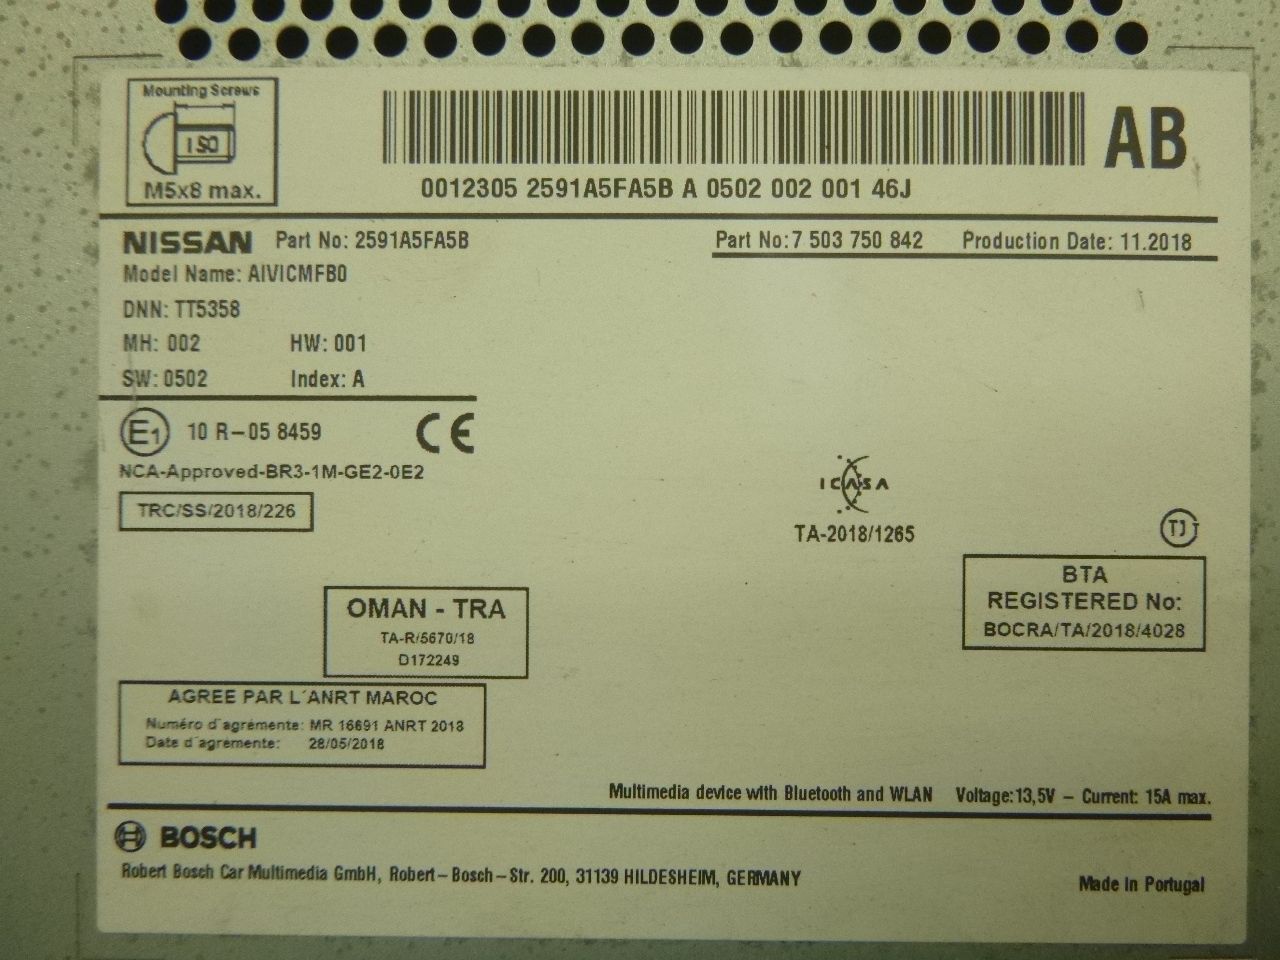 Mounting Screws
ISO
M5x8 max.
AB
0012305 2591A5FA5B A 0502 002 001 46J
NISSAN Part No: 2591A5FA5B
Part No:7 503 750 842 Production Date: 11.2018
Model Name: AIVICMFB0
DNN: TT5358
MH: 002 HW: 001
SW: 0502 Index: A
E1 10 R-05 8459 CE
NCA-Approved-BR3-1M-GE2-0E2
TRC/SS/2018/226
ICASA
TA-2018/1265
TJ
BTA
REGISTERED No:
BOCRA/TA/2018/4028
OMAN - TRA
TA-R/5670/18
D172249
AGREE PAR L´ANRT MAROC
Numéro d´agrémente: MR 16691 ANRT 2018
Date d´agrémente: 28/05/2018
Multimedia device with Bluetooth and WLAN Voltage:13,5V - Current: 15A max.
BOSCH
Robert Bosch Car Multimedia GmbH, Robert-Bosch-Str. 200, 31139 HILDESHEIM, GERMANY
Made in Portugal